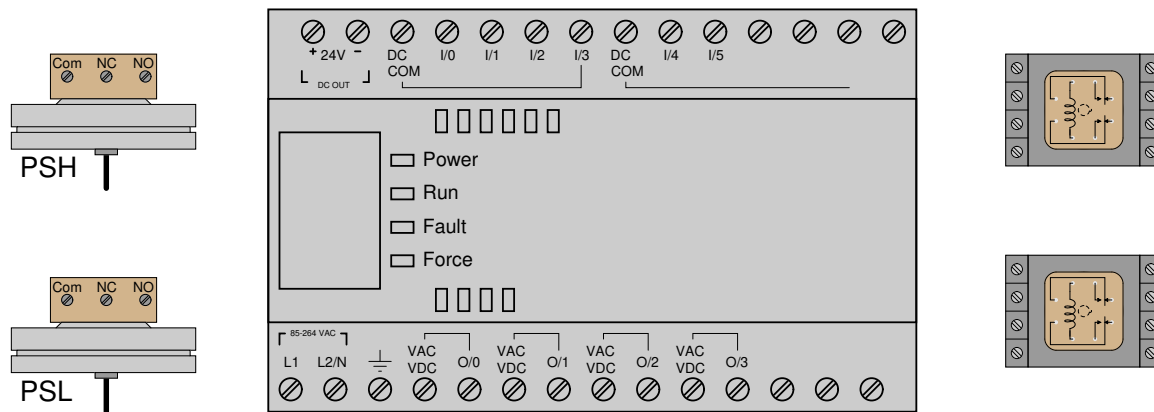 Com NC NO
PSH
Com NC NO
PSL
+ 24V -
DC OUT
DC
COM
I/0
I/1
I/2
I/3
DC
COM
I/4
I/5
Power
Run
Fault
Force
85-264 VAC
L1
L2/N
VAC
VDC
O/0
VAC
VDC
O/1
VAC
VDC
O/2
VAC
VDC
O/3